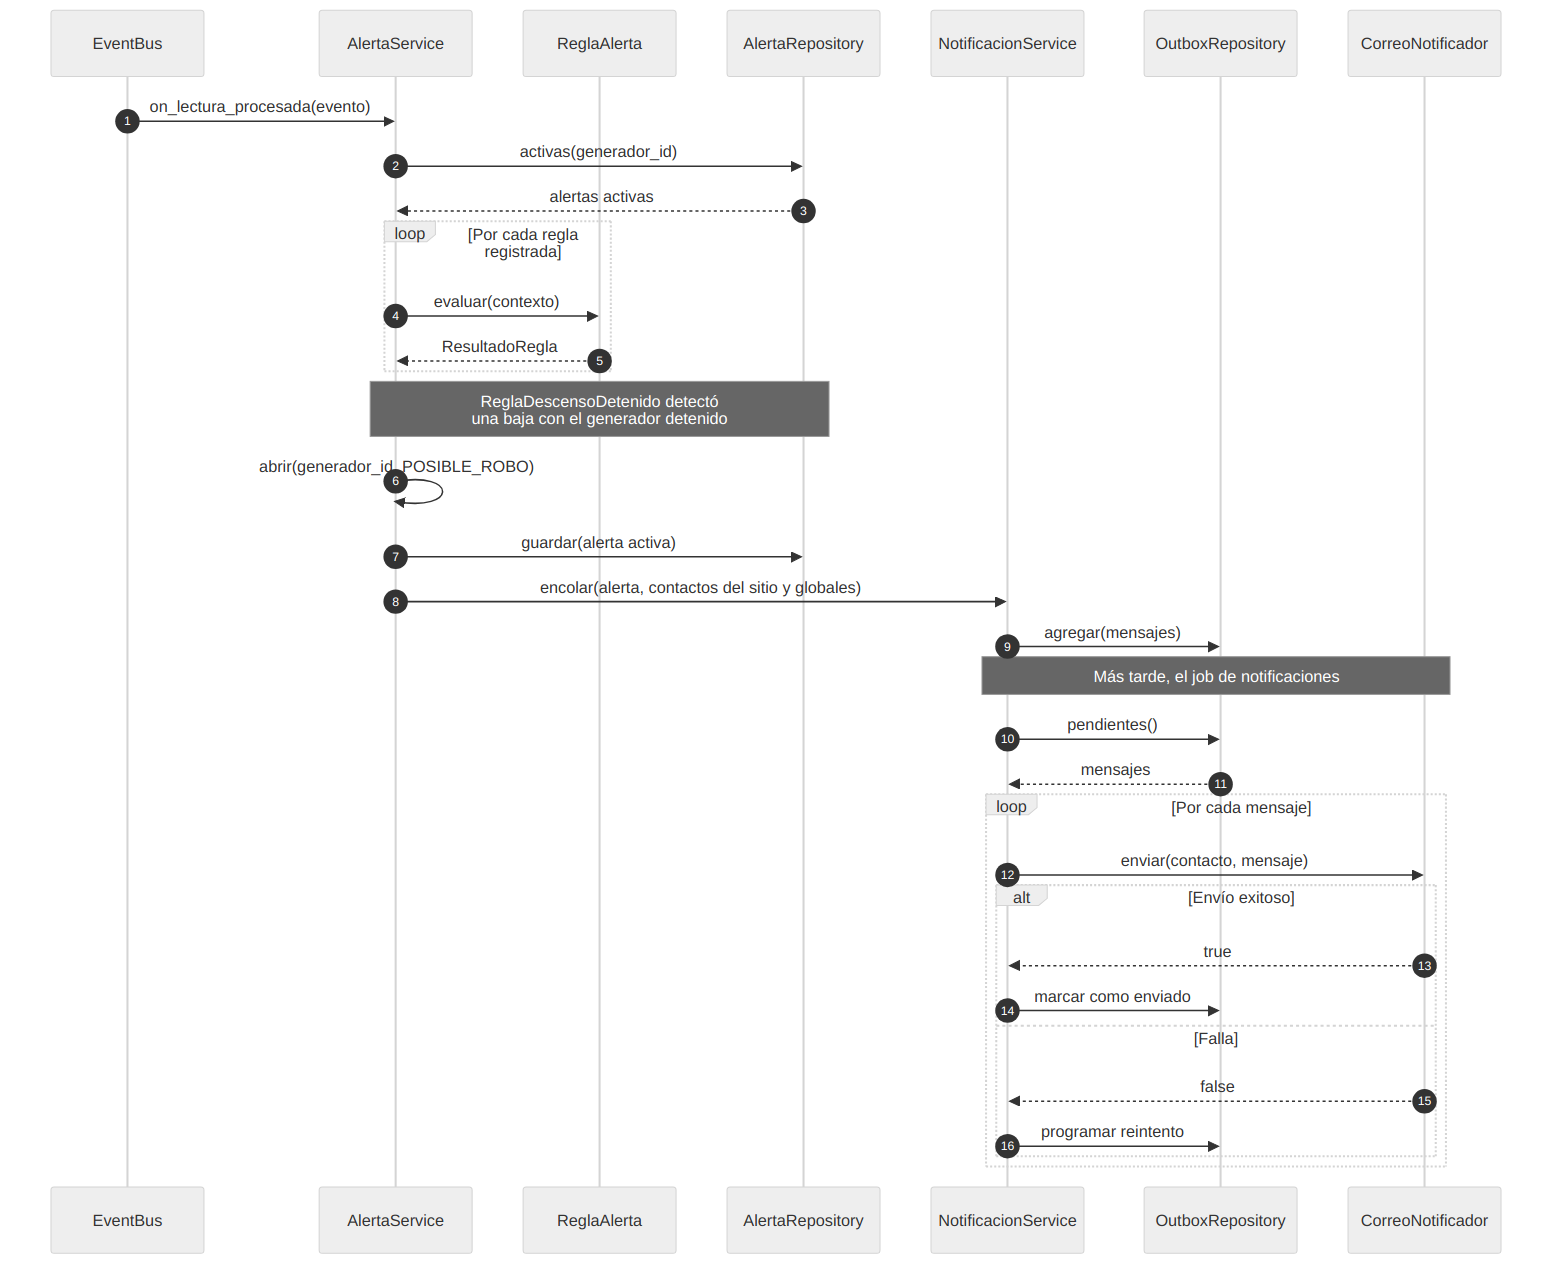 EventBus
AlertaService
ReglaAlerta
AlertaRepository
NotificacionService
OutboxRepository
CorreoNotificador
on_lectura_procesada(evento)
1
activas(generador_id)
2
alertas activas
3
loop
[Por cada regla
registrada]
evaluar(contexto)
4
ResultadoRegla
5
ReglaDescensoDetenido detectó
una baja con el generador detenido
abrir(generador_id, POSIBLE_ROBO)
6
guardar(alerta activa)
7
encolar(alerta, contactos del sitio y globales)
8
agregar(mensajes)
9
Más tarde, el job de notificaciones
pendientes()
10
mensajes
11
loop
[Por cada mensaje]
enviar(contacto, mensaje)
12
alt
[Envío exitoso]
true
13
marcar como enviado
14
[Falla]
false
15
programar reintento
16
EventBus
AlertaService
ReglaAlerta
AlertaRepository
NotificacionService
OutboxRepository
CorreoNotificador